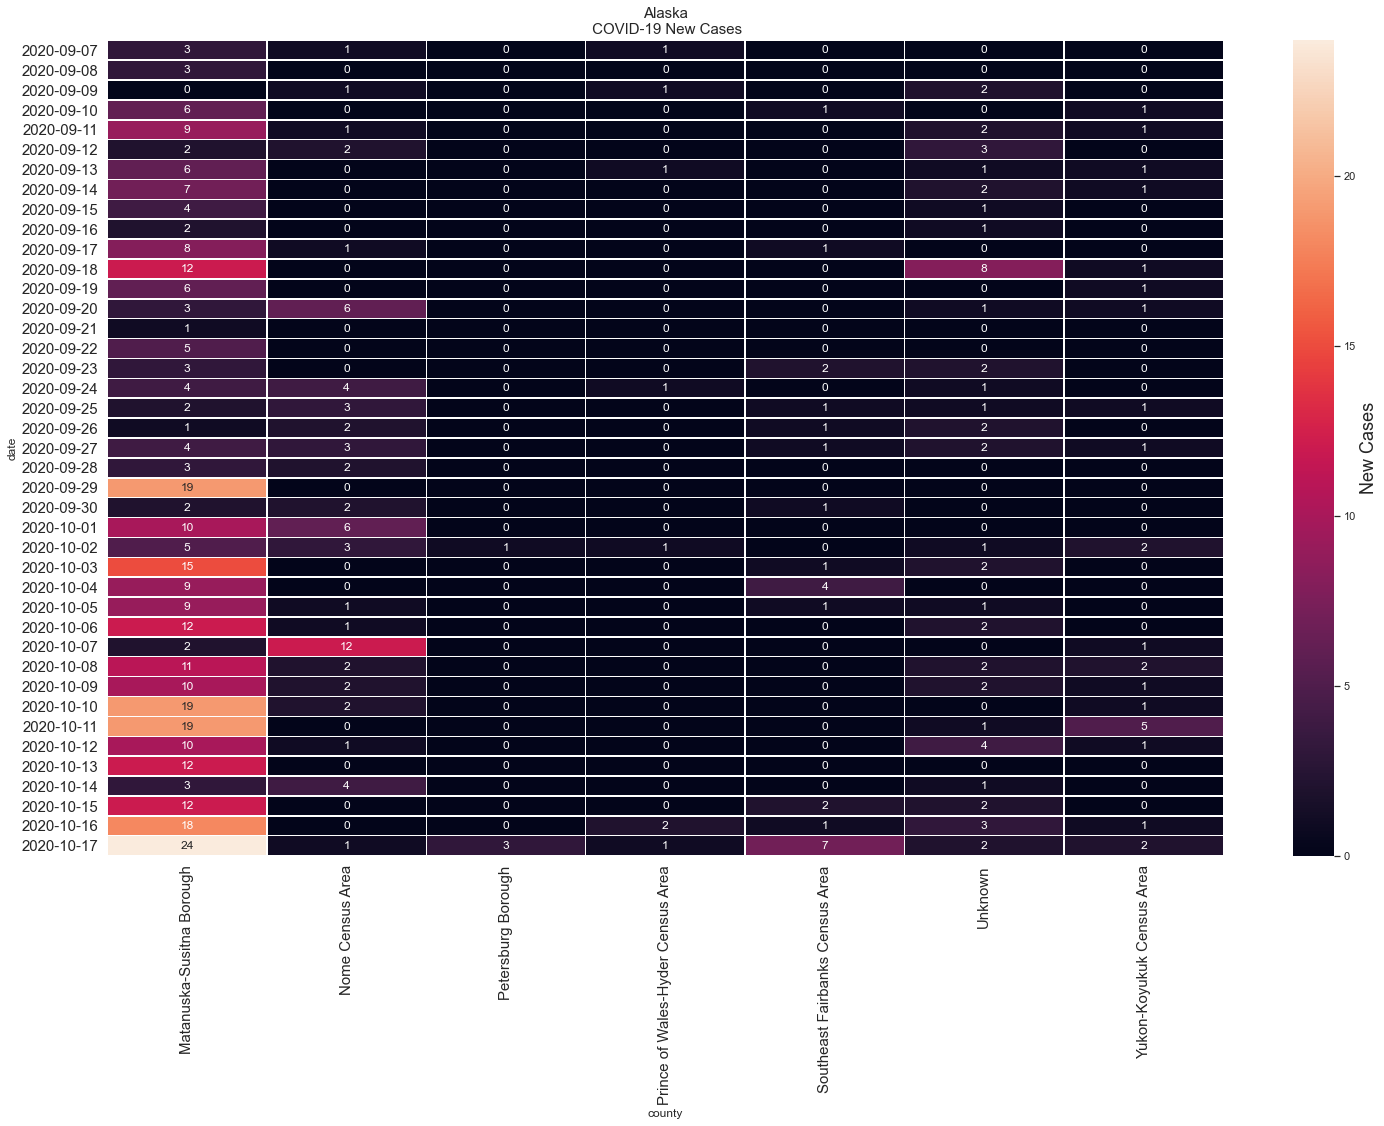 Alaska
COVID-19 New Cases
2020-09-07 3 1 0 1 0 0 0
2020-09-08 3 0 0 0 0 0 0
2020-09-09 0 1 0 1 0 2 0
2020-09-10 6 0 0 0 1 0 1
2020-09-11 9 1 0 0 0 2 1
2020-09-12 2 2 0 0 0 3 0
2020-09-13 6 0 0 1 0 1 1
2020-09-14 7 0 0 0 0 2 1
2020-09-15 4 0 0 0 0 1 0
2020-09-16 2 0 0 0 0 1 0
2020-09-17 8 1 0 0 1 0 0
2020-09-18 12 0 0 0 0 8 1
2020-09-19 6 0 0 0 0 0 1
2020-09-20 3 6 0 0 0 1 1
2020-09-21 1 0 0 0 0 0 0
2020-09-22 5 0 0 0 0 0 0
2020-09-23 3 0 0 0 2 2 0
2020-09-24 4 4 0 1 0 1 0
2020-09-25 2 3 0 0 1 1 1
2020-09-26 1 2 0 0 1 2 0
2020-09-27 4 3 0 0 1 2 1
2020-09-28 3 2 0 0 0 0 0
2020-09-29 19 0 0 0 0 0 0
2020-09-30 2 2 0 0 1 0 0
2020-10-01 10 6 0 0 0 0 0
2020-10-02 5 3 1 1 0 1 2
2020-10-03 15 0 0 0 1 2 0
2020-10-04 9 0 0 0 4 0 0
2020-10-05 9 1 0 0 1 1 0
2020-10-06 12 1 0 0 0 2 0
2020-10-07 2 12 0 0 0 0 1
2020-10-08 11 2 0 0 0 2 2
2020-10-09 10 2 0 0 0 2 1
2020-10-10 19 2 0 0 0 0 1
2020-10-11 19 0 0 0 0 1 5
2020-10-12 10 1 0 0 0 4 1
2020-10-13 12 0 0 0 0 0 0
2020-10-14 3 4 0 0 0 1 0
2020-10-15 12 0 0 0 2 2 0
2020-10-16 18 0 0 2 1 3 1
2020-10-17 24 1 3 1 7 2 2
date
Matanuska-Susitna Borough
Nome Census Area
Petersburg Borough
Prince of Wales-Hyder Census Area
Southeast Fairbanks Census Area
Unknown
Yukon-Koyukuk Census Area
county
20
15
10
5
0
New Cases